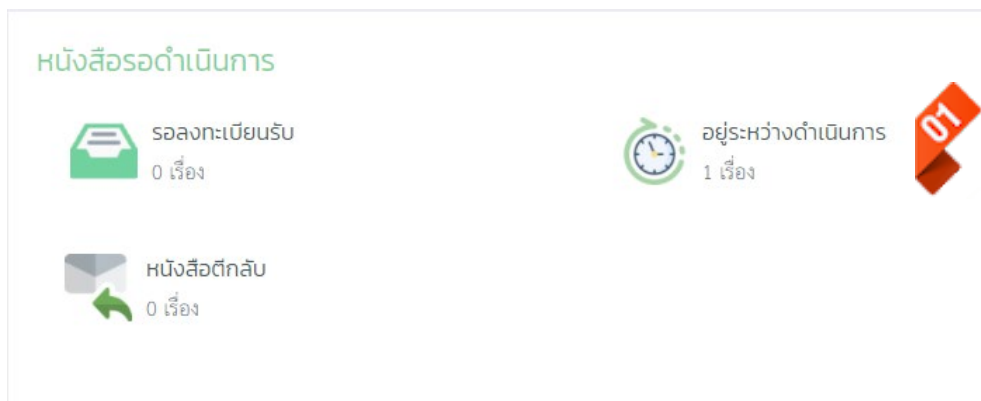 หนังสือรอดำเนินการ
รอลงทะเบียนรับ
0 เรื่อง
อยู่ระหว่างดำเนินการ
1 เรื่อง
01
หนังสือตีกลับ
0 เรื่อง